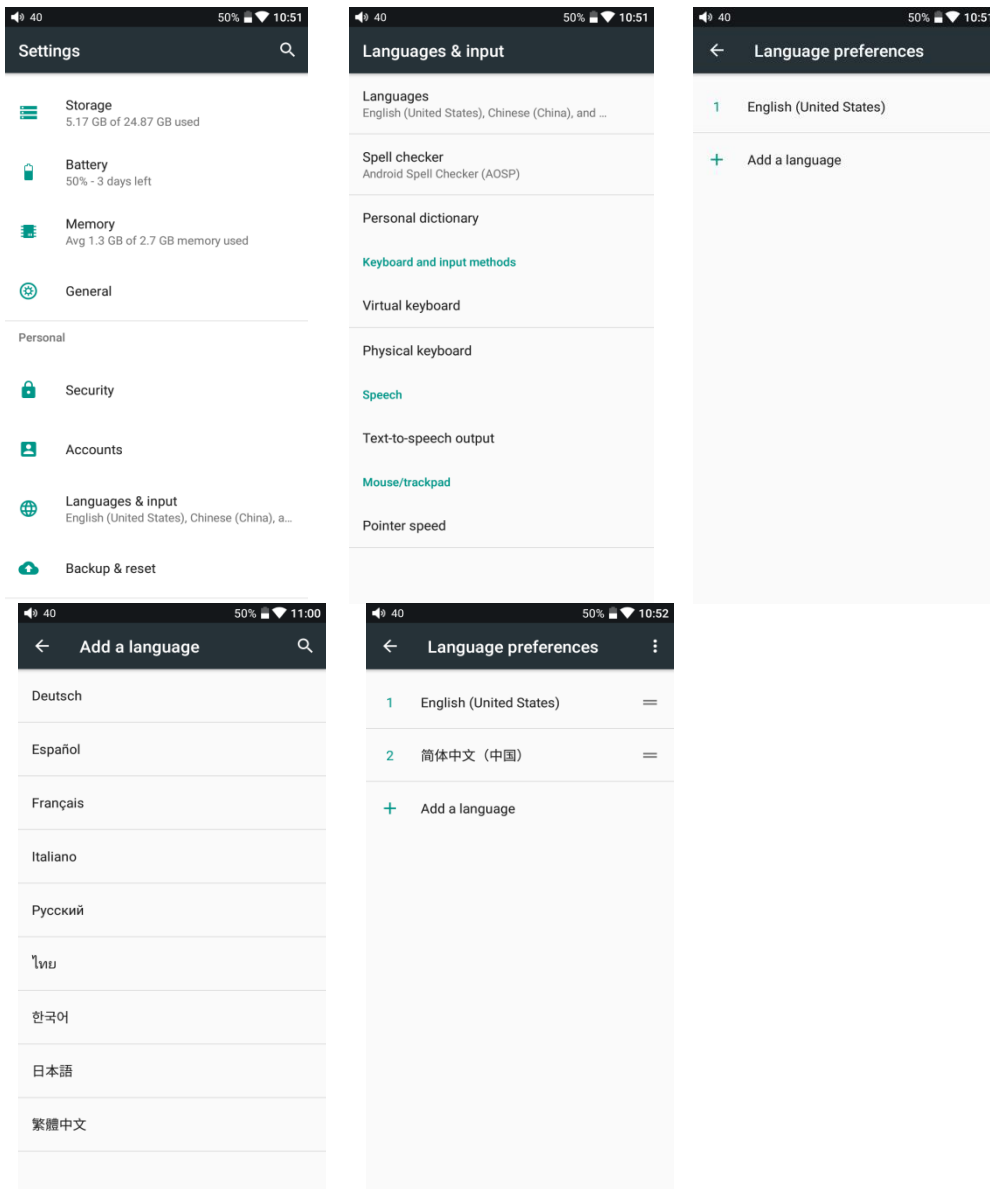 40 50% 10:51
Settings
Storage
5.17 GB of 24.87 GB used
Battery
50% - 3 days left
Memory
Avg 1.3 GB of 2.7 GB memory used
General
Personal
Security
Accounts
Languages & input
English (United States), Chinese (China), a...
Backup & reset
40 50% 10:51
Languages & input
Languages
English (United States), Chinese (China), and ...
Spell checker
Android Spell Checker (AOSP)
Personal dictionary
Keyboard and input methods
Virtual keyboard
Physical keyboard
Speech
Text-to-speech output
Mouse/trackpad
Pointer speed
40 50% 10:51
Language preferences
1 English (United States)
+ Add a language
40 50% 11:00
Add a language
Deutsch
Español
Français
Italiano
Русский
ไทย
한국어
日本語
繁體中文
40 50% 10:52
Language preferences
1 English (United States)
2 简体中文（中国）
+ Add a language